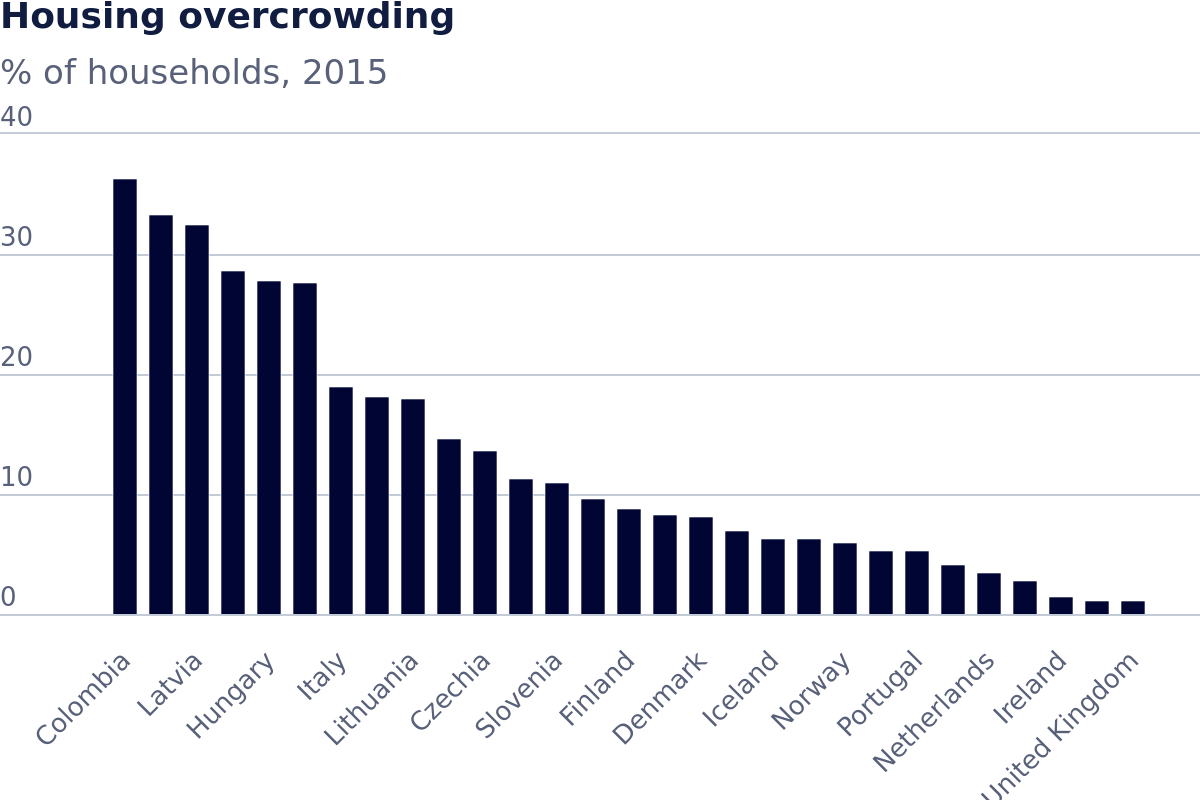 Housing overcrowding
% of households, 2015
40
30
20
10
0
Colombia
Latvia
Hungary
Italy
Lithuania
Czechia
Slovenia
Finland
Denmark
Iceland
Norway
Portugal
Netherlands
Ireland
United Kingdom